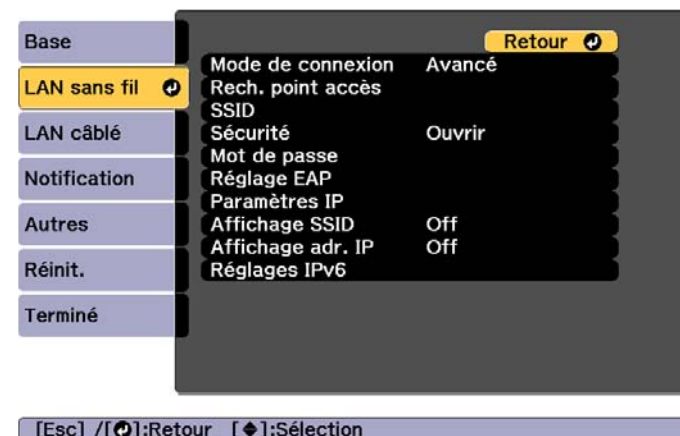 Base
LAN sans fil
LAN câblé
Notification
Autres
Réinit.
Terminé
Retour
Mode de connexion Avancé
Rech. point accès
SSID
Sécurité Ouvrir
Mot de passe
Réglage EAP
Paramètres IP
Affichage SSID Off
Affichage adr. IP Off
Réglages IPv6
[Esc] /[ ]:Retour [ ]:Sélection